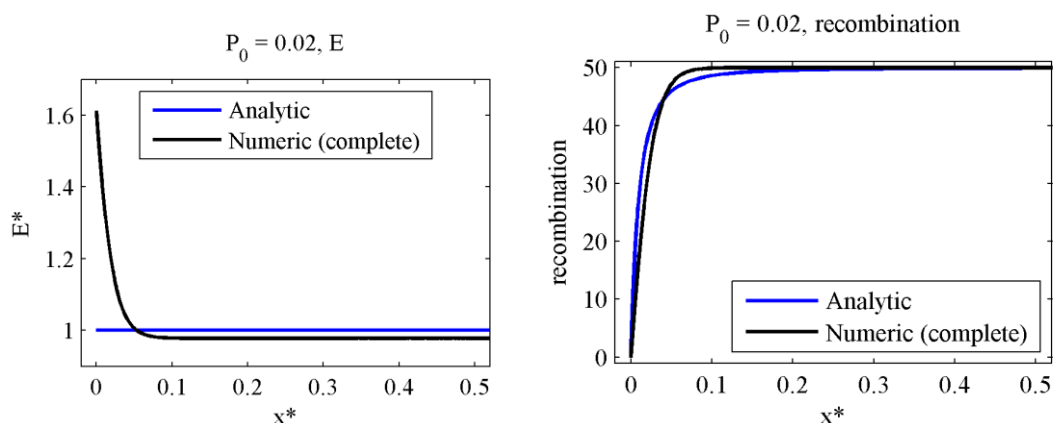 P0 = 0.02, E
E*
1.6
1.4
1.2
1
0 0.1 0.2 0.3 0.4 0.5
x*
Analytic
Numeric (complete)
P0 = 0.02, recombination
recombination
50
40
30
20
10
0
0 0.1 0.2 0.3 0.4 0.5
x*
Analytic
Numeric (complete)